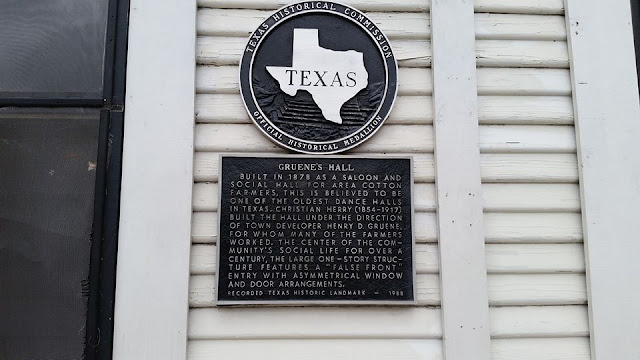 TEXAS HISTORICAL COMMISSION
TEXAS
OFFICIAL HISTORICAL MEDALLION
GRUENE'S HALL
BUILT IN 1878 AS A SALOON AND
SOCIAL HALL FOR AREA COTTON
FARMERS, THIS IS BELIEVED TO BE
ONE OF THE OLDEST DANCE HALLS
IN TEXAS. CHRISTIAN HERRY (1854-1917)
BUILT THE HALL UNDER THE DIRECTION
OF TOWN DEVELOPER HENRY D. GRUENE,
FOR WHOM MANY OF THE FARMERS
WORKED. THE CENTER OF THE COM-
MUNITY'S SOCIAL LIFE FOR OVER A
CENTURY, THE LARGE ONE-STORY STRUC-
TURE FEATURES A "FALSE FRONT"
ENTRY WITH ASYMMETRICAL WINDOW
AND DOOR ARRANGEMENTS.
RECORDED TEXAS HISTORIC LANDMARK - 1988